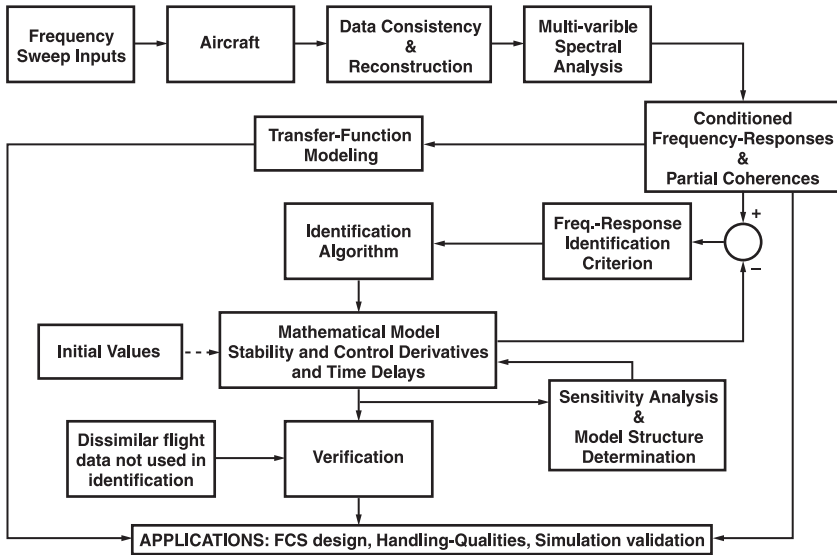 Frequency
Sweep Inputs
Aircraft
Data Consistency
&
Reconstruction
Multi-varible
Spectral
Analysis
Transfer-Function
Modeling
Conditioned
Frequency-Responses
&
Partial Coherences
+
Identification
Algorithm
Freq.-Response
Identification
Criterion
–
Initial Values
Mathematical Model
Stability and Control Derivatives
and Time Delays
Sensitivity Analysis
&
Model Structure
Determination
Dissimilar flight
data not used in
identification
Verification
APPLICATIONS: FCS design, Handling-Qualities, Simulation validation